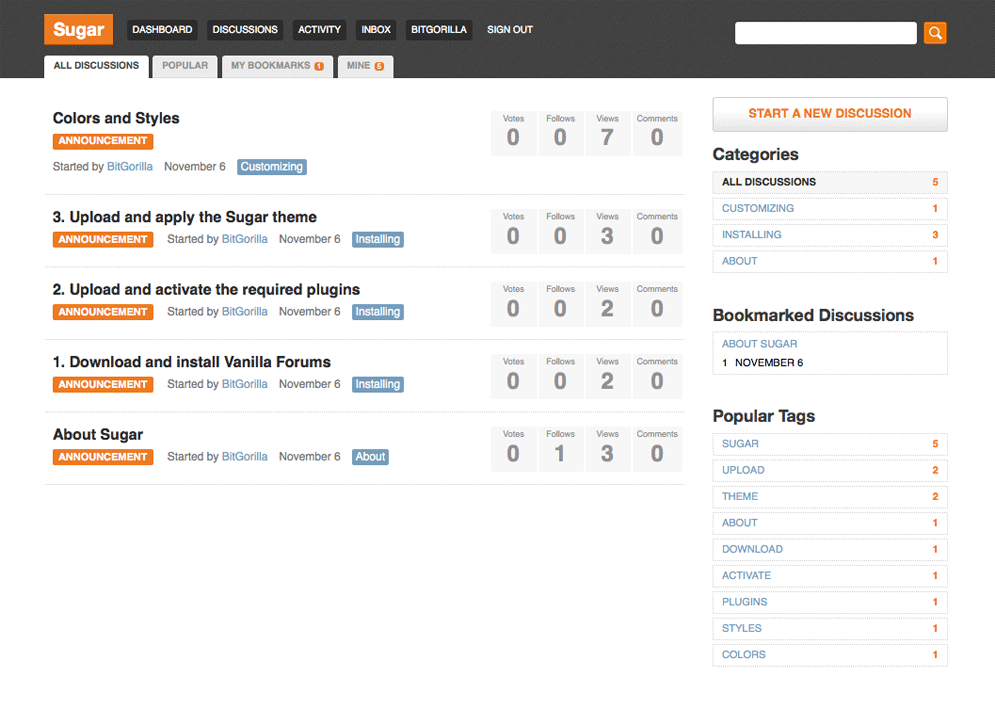 Sugar DASHBOARD DISCUSSIONS ACTIVITY INBOX BITGORILLA SIGN OUT
ALL DISCUSSIONS POPULAR MY BOOKMARKS 1 MINE 5
Colors and Styles
ANNOUNCEMENT
Started by BitGorilla November 6 Customizing
Votes Follows Views Comments
0 0 7 0
3. Upload and apply the Sugar theme
ANNOUNCEMENT Started by BitGorilla November 6 Installing
Votes Follows Views Comments
0 0 3 0
2. Upload and activate the required plugins
ANNOUNCEMENT Started by BitGorilla November 6 Installing
Votes Follows Views Comments
0 0 2 0
1. Download and install Vanilla Forums
ANNOUNCEMENT Started by BitGorilla November 6 Installing
Votes Follows Views Comments
0 0 2 0
About Sugar
ANNOUNCEMENT Started by BitGorilla November 6 About
Votes Follows Views Comments
0 1 3 0
START A NEW DISCUSSION
Categories
ALL DISCUSSIONS 5
CUSTOMIZING 1
INSTALLING 3
ABOUT 1
Bookmarked Discussions
ABOUT SUGAR
1 NOVEMBER 6
Popular Tags
SUGAR 5
UPLOAD 2
THEME 2
ABOUT 1
DOWNLOAD 1
ACTIVATE 1
PLUGINS 1
STYLES 1
COLORS 1